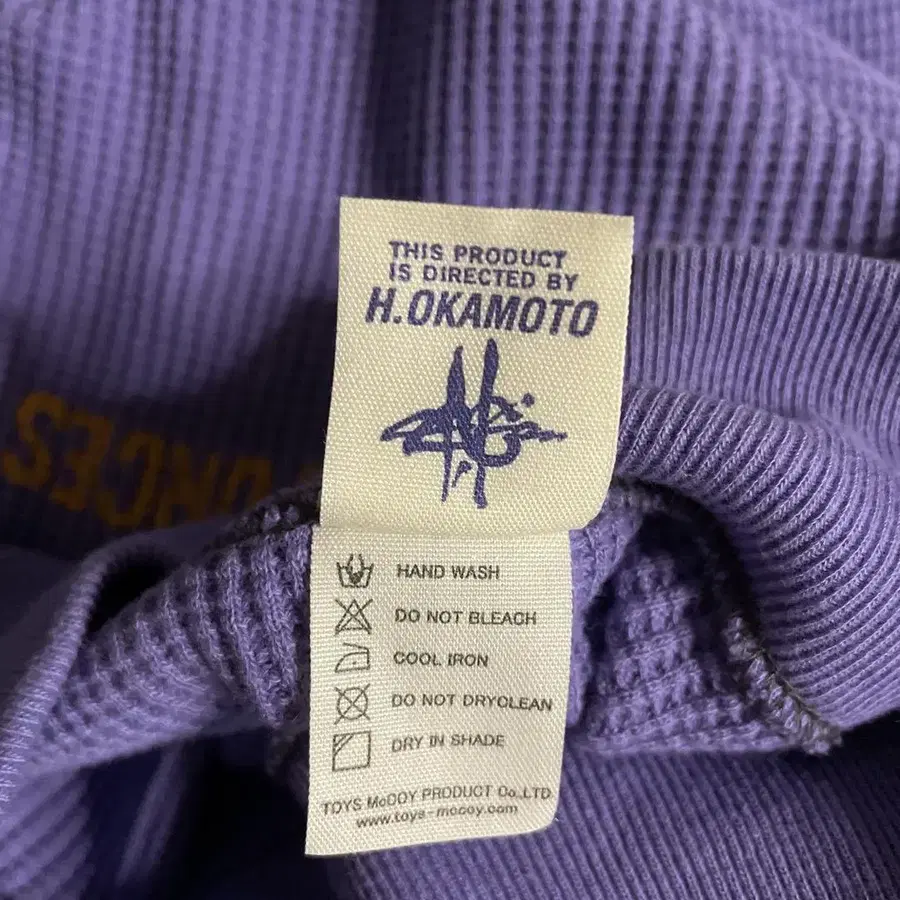 THIS PRODUCT
IS DIRECTED BY
H.OKAMOTO
HAND WASH
DO NOT BLEACH
COOL IRON
DO NOT DRYCLEAN
DRY IN SHADE
TOYS McCOY PRODUCT Co.,LTD
www.toys-mccoy.com